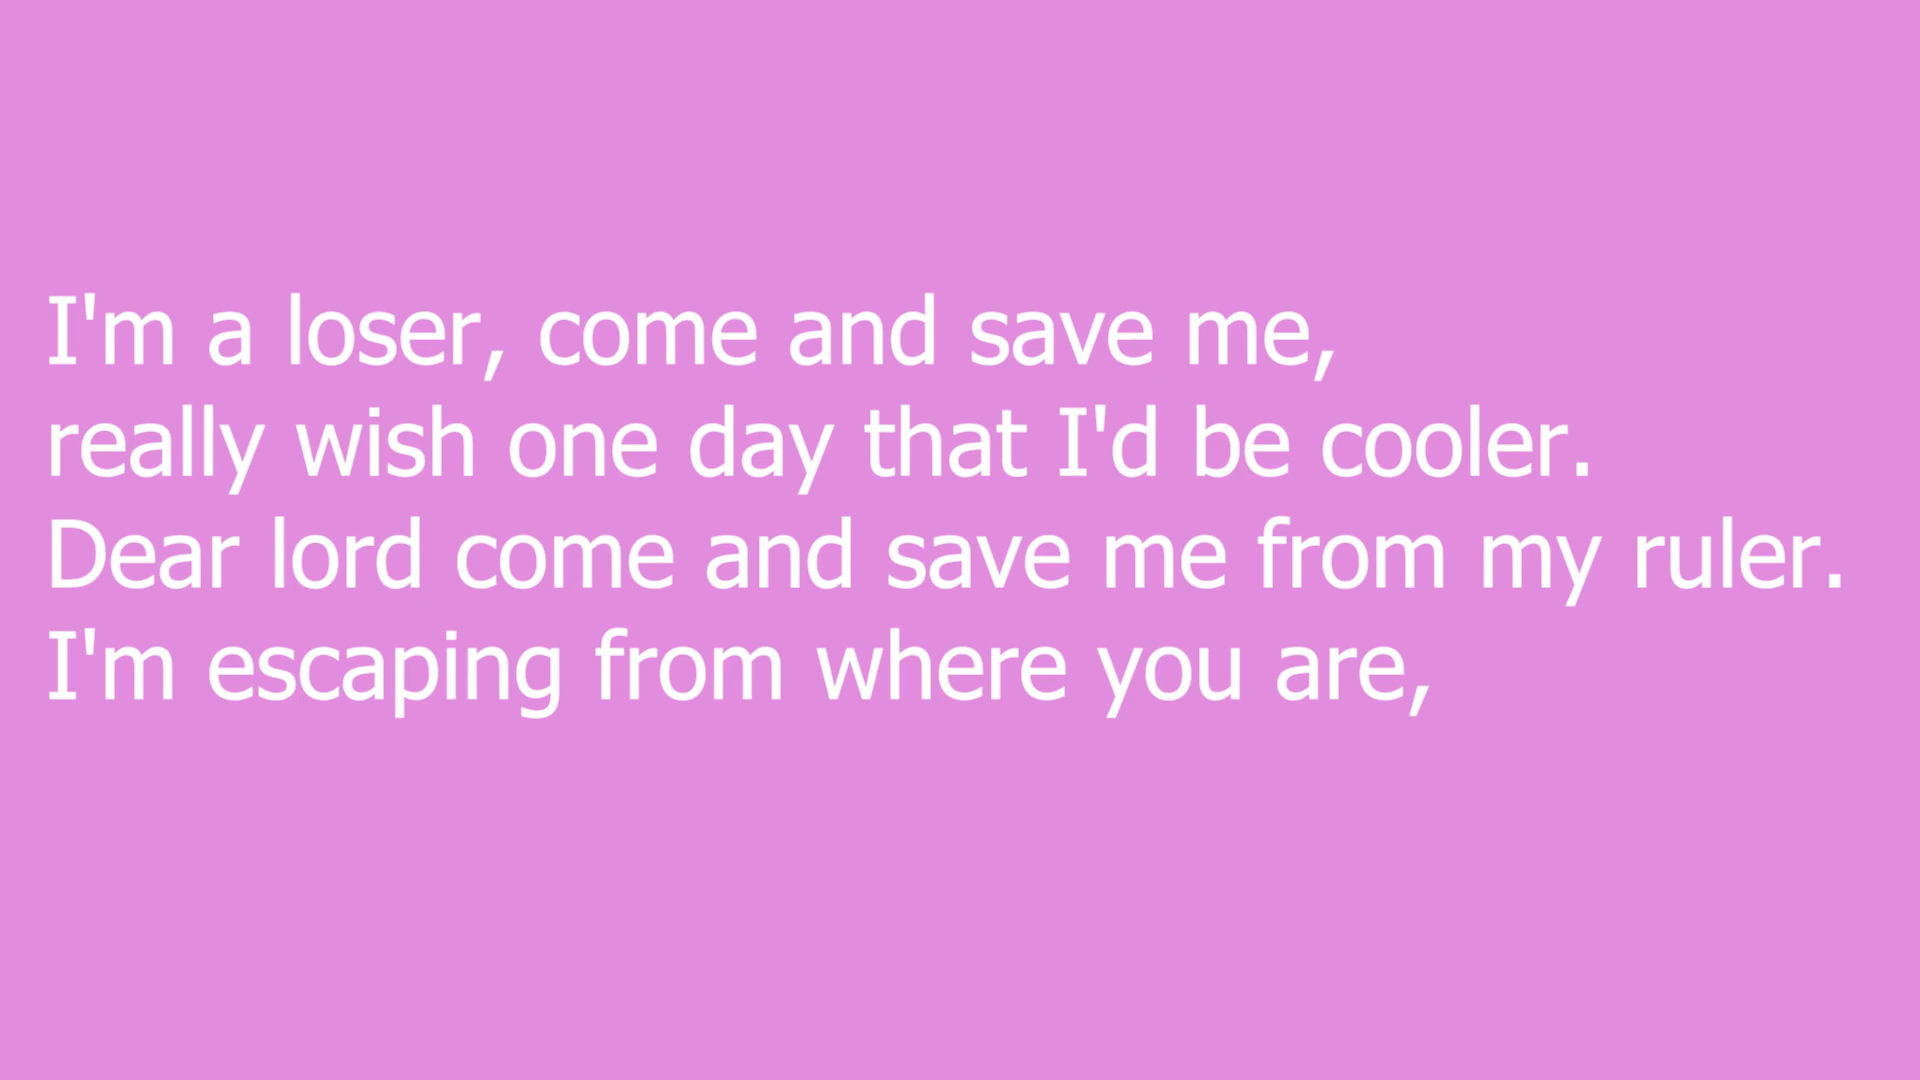 I'm a loser, come and save me,
really wish one day that I'd be cooler.
Dear lord come and save me from my ruler.
I'm escaping from where you are,